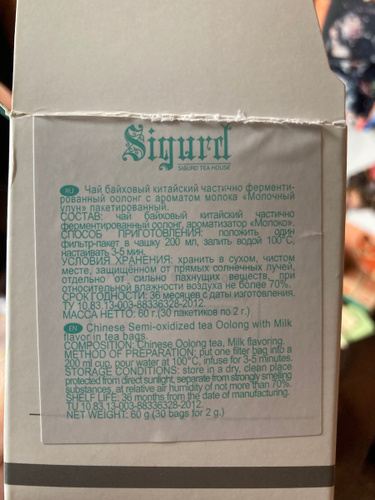 Sigurd
SIGURD TEA HOUSE
RU Чай байховый китайский частично ферменти-
рованный оолонг с ароматом молока «Молочный
улун» пакетированный.
СОСТАВ: чай байховый китайский частично
ферментированный оолонг, ароматизатор «Молоко».
СПОСОБ ПРИГОТОВЛЕНИЯ: положить один
фильтр-пакет в чашку 200 мл, залить водой 100°С,
настаивать 3-5 мин.
УСЛОВИЯ ХРАНЕНИЯ: хранить в сухом, чистом
месте, защищённом от прямых солнечных лучей,
отдельно от сильно пахнущих веществ, при
относительной влажности воздуха не более 70%.
СРОК ГОДНОСТИ: 36 месяцев с даты изготовления.
ТУ 10.83.13-003-88336328-2012.
МАССА НЕТТО: 60 г.(30 пакетиков по 2 г.)
EN Chinese Semi-oxidized tea Oolong with Milk
flavor in tea bags.
COMPOSITION: Chinese Oolong tea, Milk flavoring.
METHOD OF PREPARATION: put one filter bag into a
200 ml cup, pour water at 100°C, infuse for 3-5 minutes.
STORAGE CONDITIONS: store in a dry, clean place
protected from direct sunlight, separate from strongly smelling
substances, at relative air humidity of not more than 70%.
SHELF LIFE: 36 months from the date of manufacturing.
TU 10.83.13-003-88336328-2012.
NET WEIGHT: 60 g (30 bags for 2 g.)